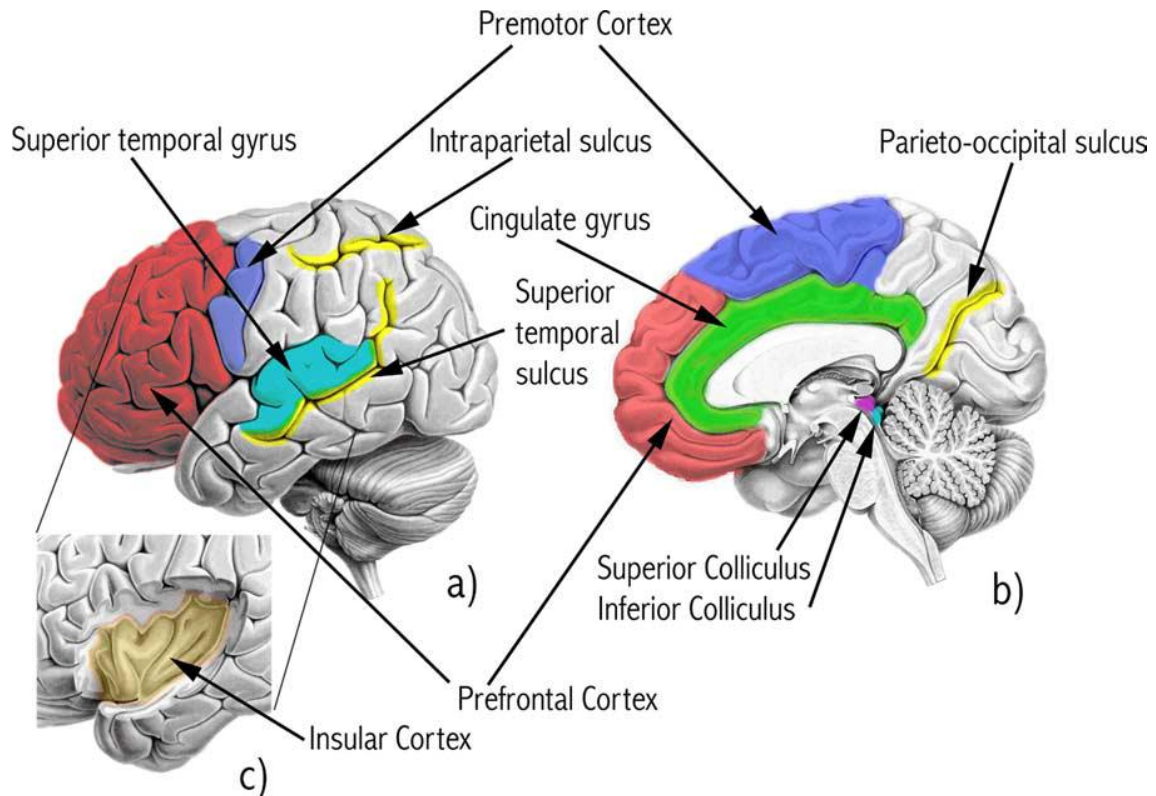 Premotor Cortex
Superior temporal gyrus
Intraparietal sulcus
Parieto-occipital sulcus
Cingulate gyrus
Superior
temporal
sulcus
a)
Superior Colliculus
Inferior Colliculus
b)
Prefrontal Cortex
Insular Cortex
c)